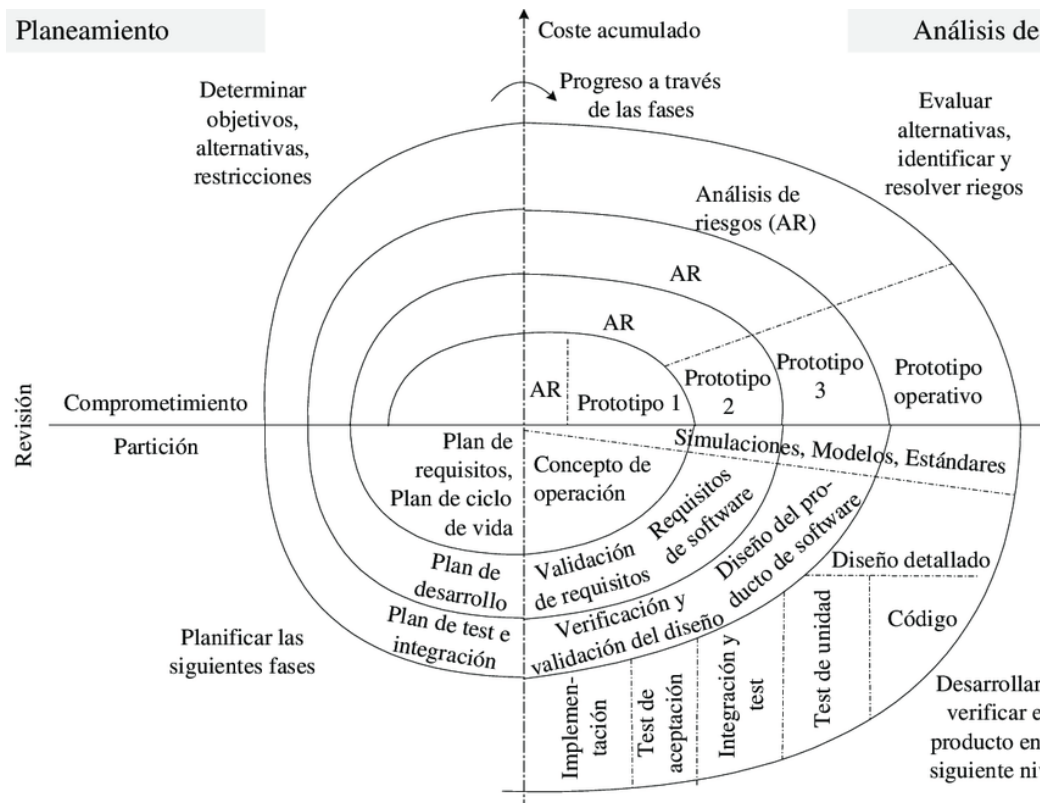 Planeamiento
Coste acumulado
Análisis de
Progreso a través
de las fases
Determinar
objetivos,
alternativas,
restricciones
Evaluar
alternativas,
identificar y
resolver riegos
Análisis de
riesgos (AR)
AR
AR
AR
Prototipo 1
Prototipo
2
Prototipo
3
Prototipo
operativo
Revisión
Comprometimiento
Partición
Simulaciones, Modelos, Estándares
Plan de
requisitos,
Plan de ciclo
de vida
Concepto de
operación
Requisitos
de software
Validación
de requisitos
Plan de
desarrollo
Diseño del pro-
ducto de software
Verificación y
validación del diseño
Plan de test e
integración
Diseño detallado
Código
Test de unidad
Integración y
test
Test de
aceptación
Implemen-
tación
Planificar las
siguientes fases
Desarrollar
verificar e
producto en
siguiente niv